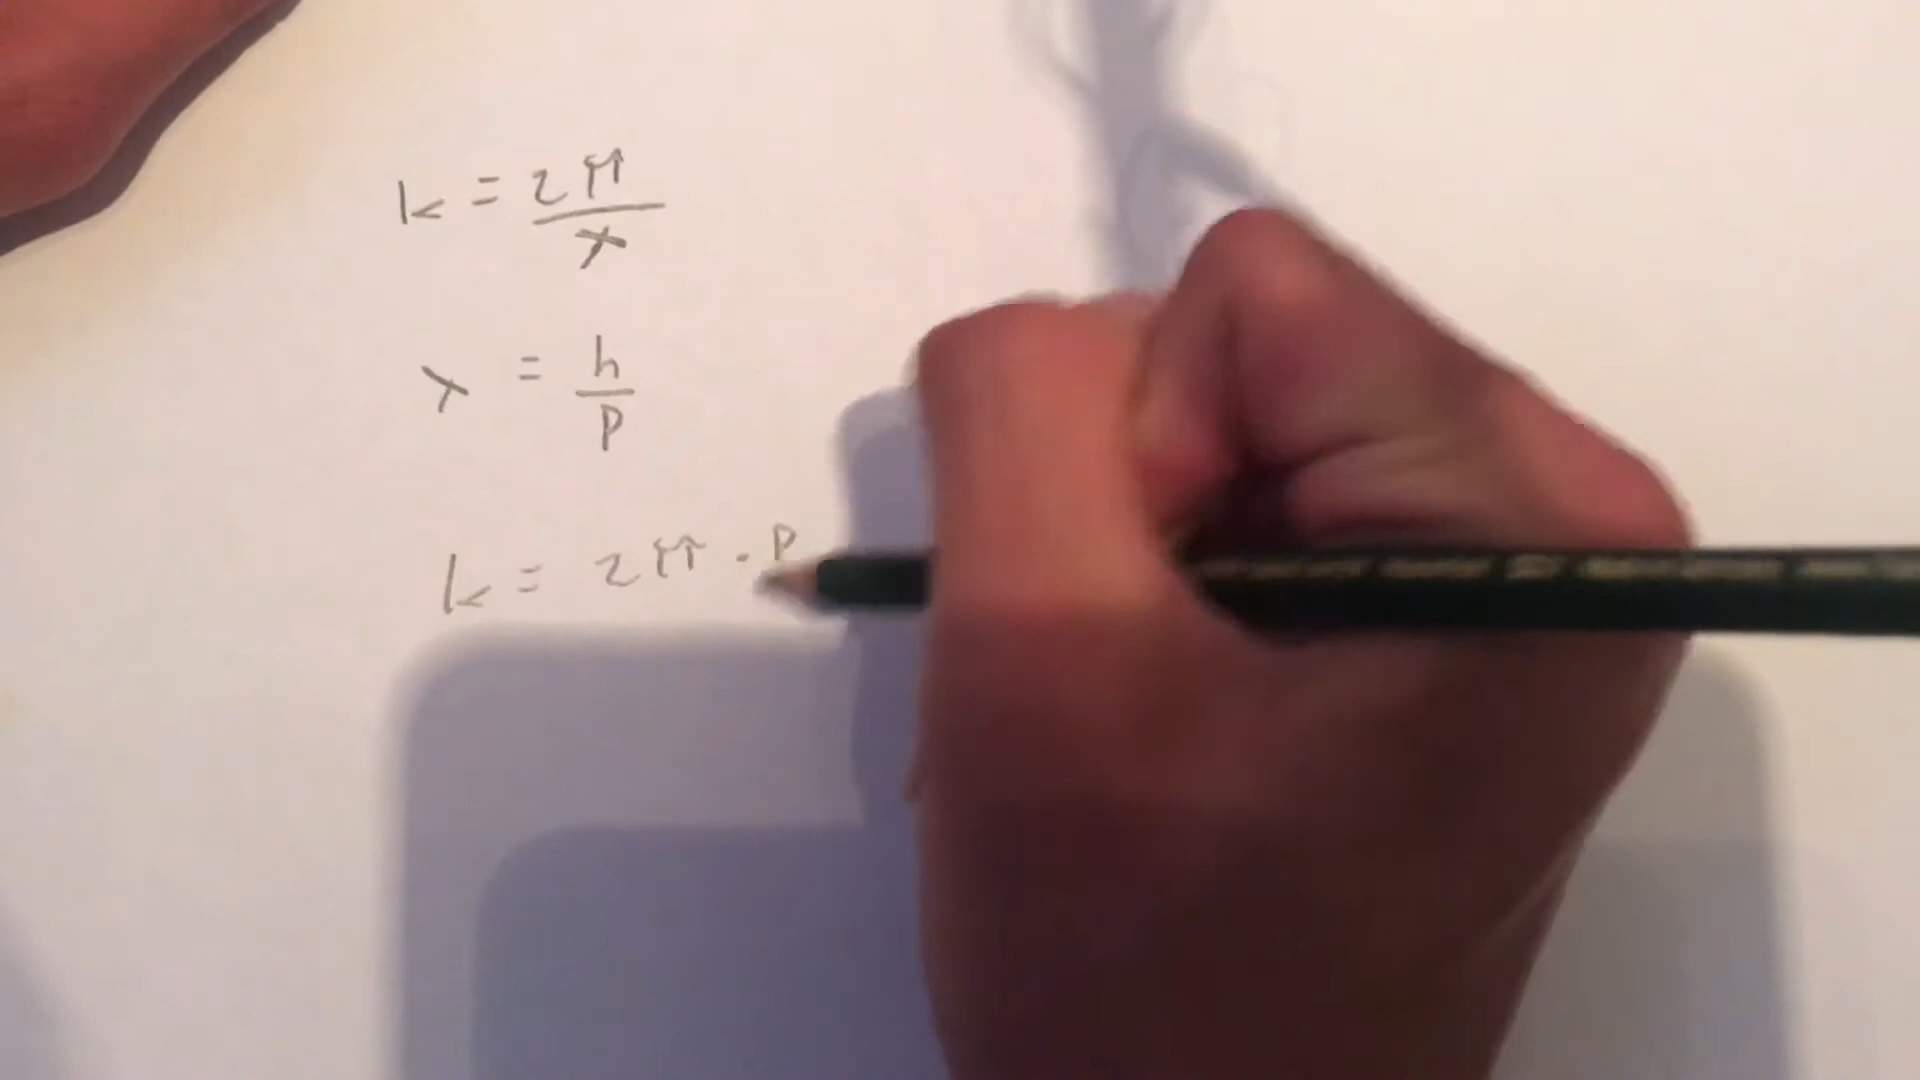 k = 2π/λ
λ = h/p
k = 2π · p